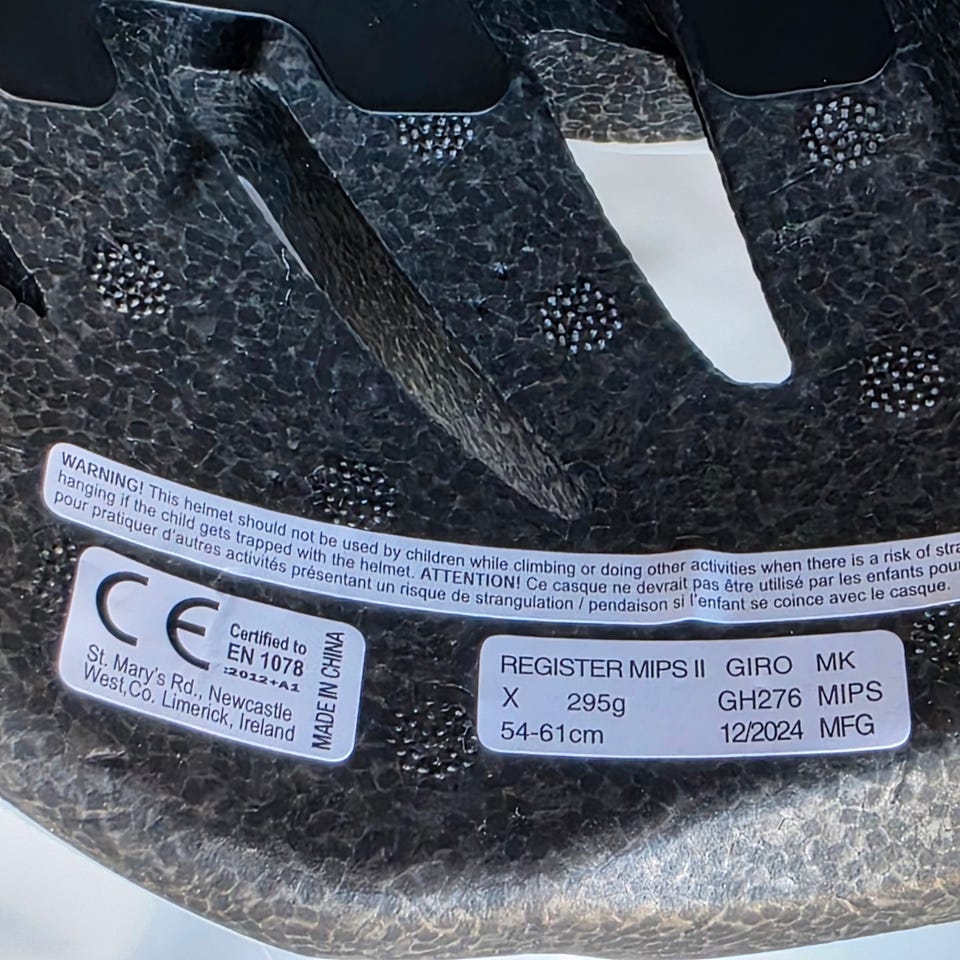 WARNING! This helmet should not be used by children while climbing or doing other activities when there is a risk of stra
hanging if the child gets trapped with the helmet. ATTENTION! Ce casque ne devrait pas être utilisé par les enfants pour
pour pratiquer d'autres activités présentant un risque de strangulation / pendaison si l'enfant se coince avec le casque.
CE
Certified to
EN 1078
:2012+A1
St. Mary's Rd., Newcastle
West,Co. Limerick, Ireland
MADE IN CHINA
REGISTER MIPS II GIRO MK
X 295g GH276 MIPS
54-61cm 12/2024 MFG